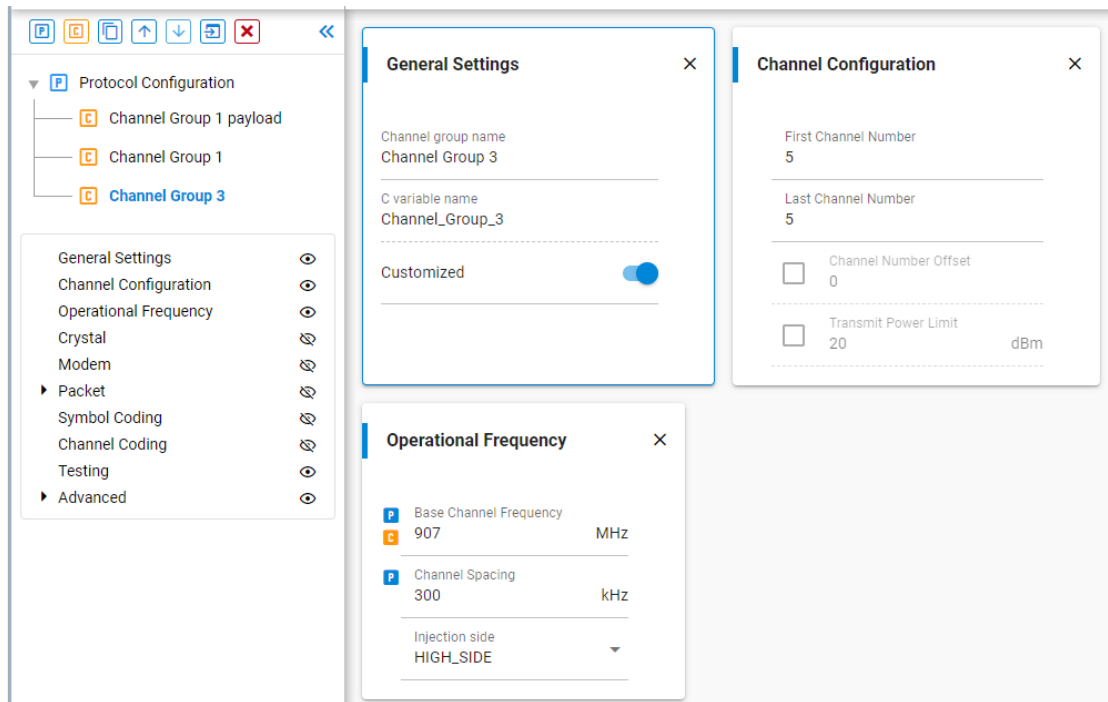 P C
Protocol Configuration
P
Channel Group 1 payload
C
Channel Group 1
C
Channel Group 3
C
General Settings
Channel Configuration
Operational Frequency
Crystal
Modem
Packet
Symbol Coding
Channel Coding
Testing
Advanced
General Settings
Channel group name
Channel Group 3
C variable name
Channel_Group_3
Customized
Channel Configuration
First Channel Number
5
Last Channel Number
5
Channel Number Offset
0
Transmit Power Limit
20 dBm
Operational Frequency
P Base Channel Frequency
C 907 MHz
P Channel Spacing
300 kHz
Injection side
HIGH_SIDE